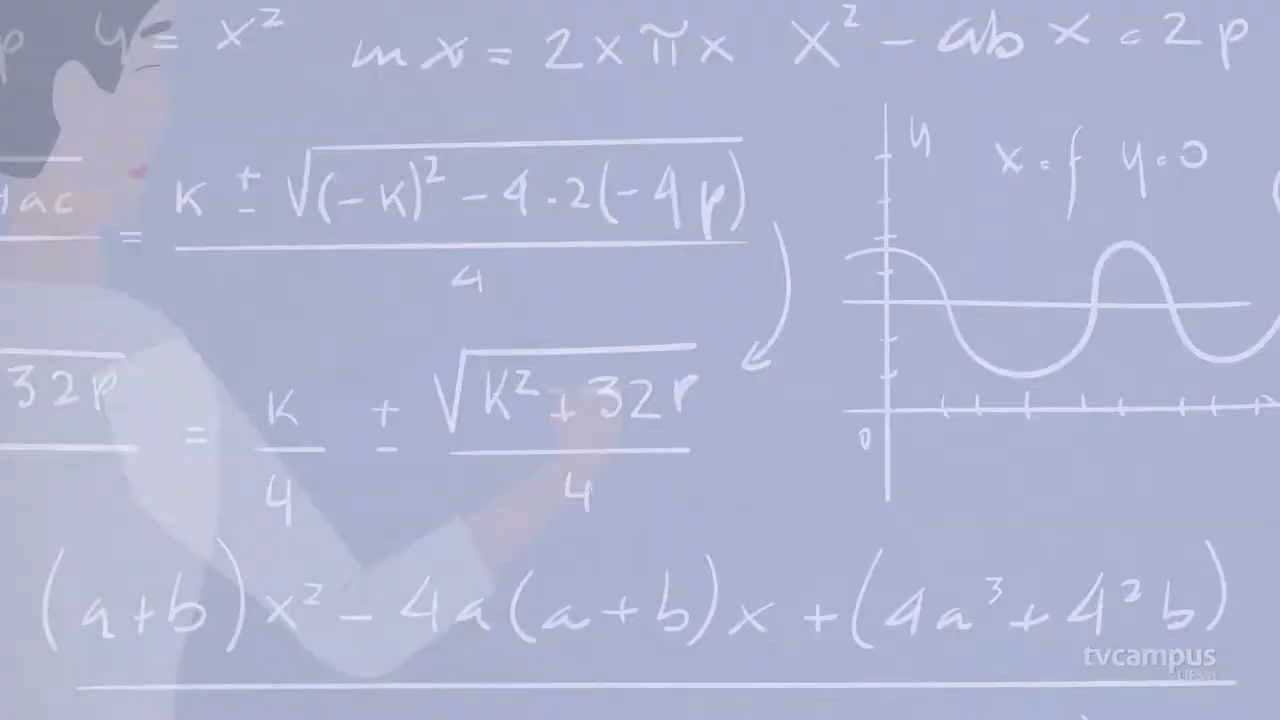 p y = x²
m x = 2 x π x
x² - ab x = 2 p
y
x = { y = 0
4ac = K ± √(-K)² - 4 · 2(-4p)
4
32p = K/4 ± √K² + 32p / 4
0
(a+b)x² - 4a(a+b)x + (4a³ + 4²b)
tvcampus